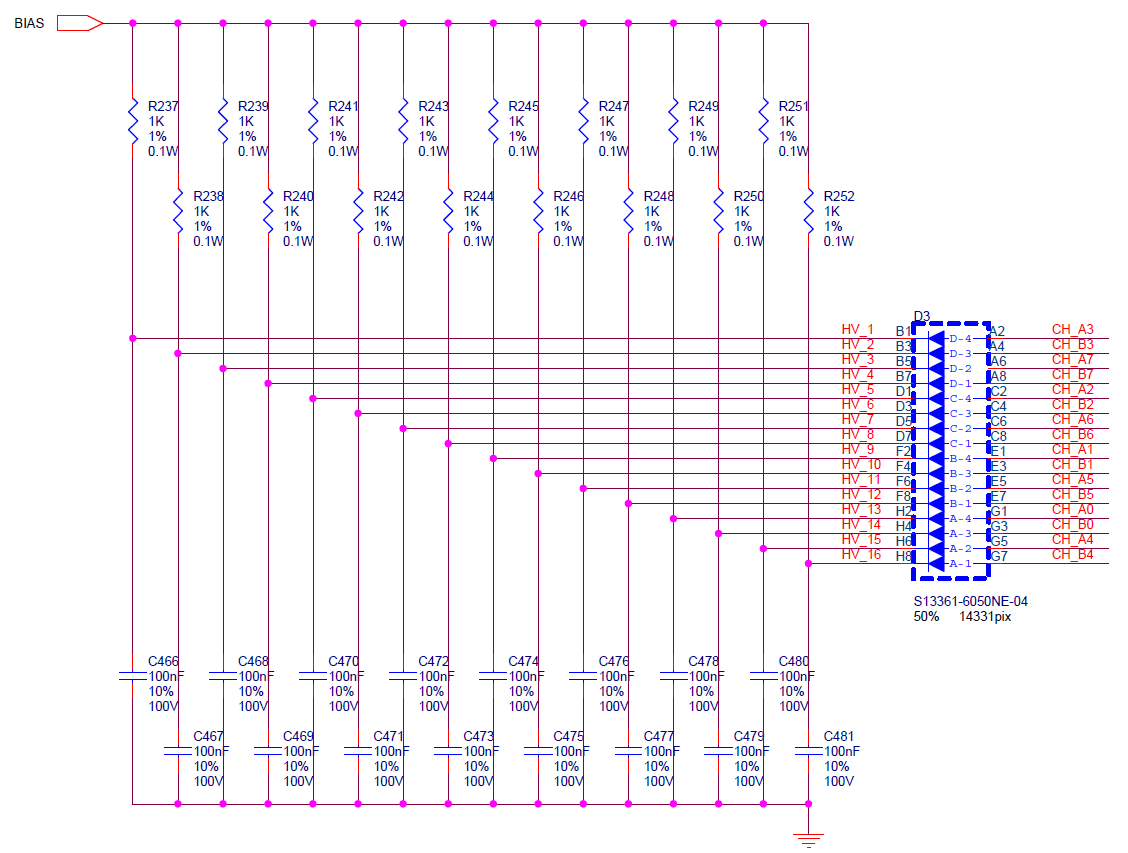 BIAS
R237
1K
1%
0.1W
R239
1K
1%
0.1W
R241
1K
1%
0.1W
R243
1K
1%
0.1W
R245
1K
1%
0.1W
R247
1K
1%
0.1W
R249
1K
1%
0.1W
R251
1K
1%
0.1W
R238
1K
1%
0.1W
R240
1K
1%
0.1W
R242
1K
1%
0.1W
R244
1K
1%
0.1W
R246
1K
1%
0.1W
R248
1K
1%
0.1W
R250
1K
1%
0.1W
R252
1K
1%
0.1W
D3
HV_1 B1 D-4 A2 CH_A3
HV_2 B3 D-3 A4 CH_B3
HV_3 B5 D-2 A6 CH_A7
HV_4 B7 D-1 A8 CH_B7
HV_5 D1 C-4 C2 CH_A2
HV_6 D3 C-3 C4 CH_B2
HV_7 D5 C-2 C6 CH_A6
HV_8 D7 C-1 C8 CH_B6
HV_9 F2 B-4 E1 CH_A1
HV_10 F4 B-3 E3 CH_B1
HV_11 F6 B-2 E5 CH_A5
HV_12 F8 B-1 E7 CH_B5
HV_13 H2 A-4 G1 CH_A0
HV_14 H4 A-3 G3 CH_B0
HV_15 H6 A-2 G5 CH_A4
HV_16 H8 A-1 G7 CH_B4
S13361-6050NE-04
50% 14331pix
C466
100nF
10%
100V
C468
100nF
10%
100V
C470
100nF
10%
100V
C472
100nF
10%
100V
C474
100nF
10%
100V
C476
100nF
10%
100V
C478
100nF
10%
100V
C480
100nF
10%
100V
C467
100nF
10%
100V
C469
100nF
10%
100V
C471
100nF
10%
100V
C473
100nF
10%
100V
C475
100nF
10%
100V
C477
100nF
10%
100V
C479
100nF
10%
100V
C481
100nF
10%
100V